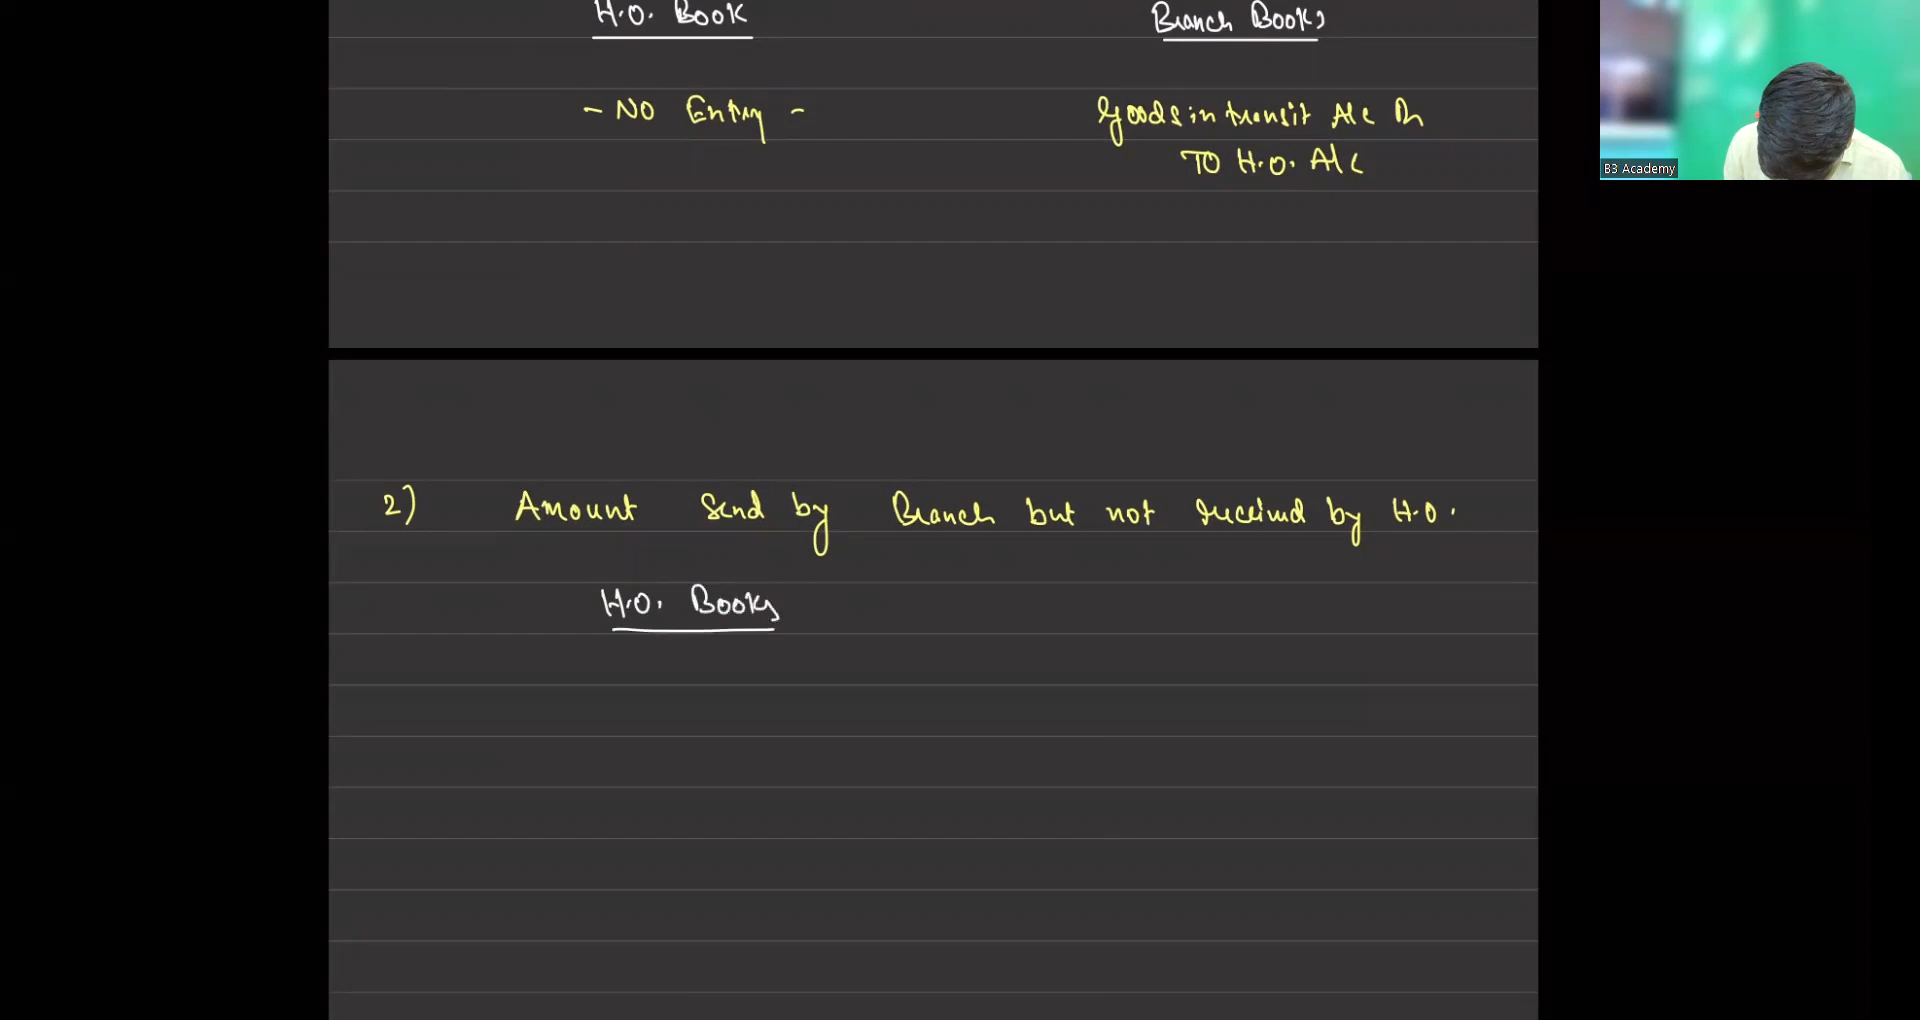 H.O. Book Branch Books
- NO Entry - Goods in transit A/c Dr
TO H.O. A/c
B3 Academy
2) Amount Send by Branch but not received by H.O.
H.O. Books